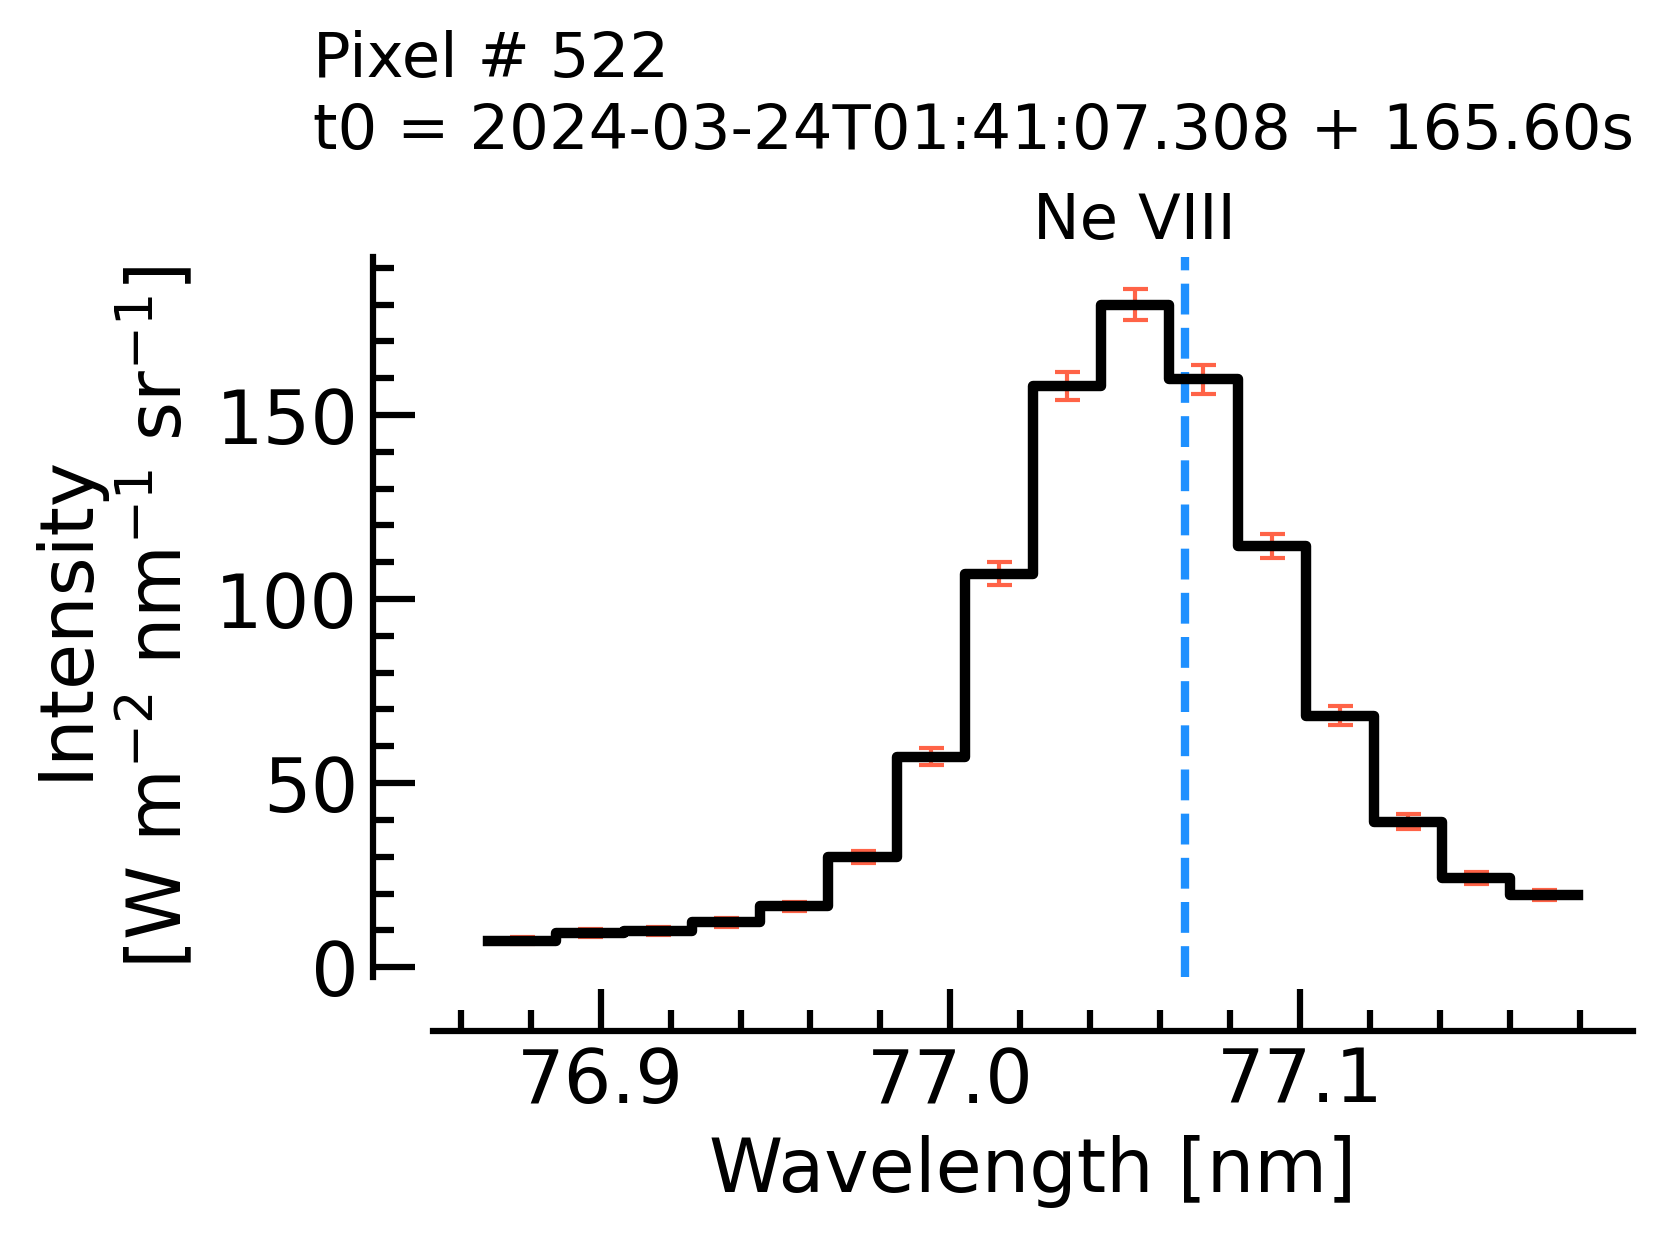 Pixel # 522
t0 = 2024-03-24T01:41:07.308 + 165.60s
Ne VIII
Intensity
[W m⁻² nm⁻¹ sr⁻¹]
150
100
50
0
76.9 77.0 77.1
Wavelength [nm]